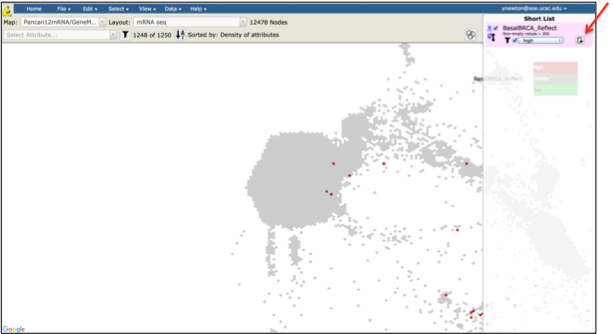 Home File Edit Select View Data Help ynewton@soe.ucsc.edu
Map: Pancan12mRNA/GeneM... Layout: mRNA seq 12478 Nodes
Select Attribute... 1248 of 1250 Sorted by: Density of attributes
Short List
BasalBRCA_Reflect
Non-empty values = 300
high
BasalBRCA_Reflect
Google